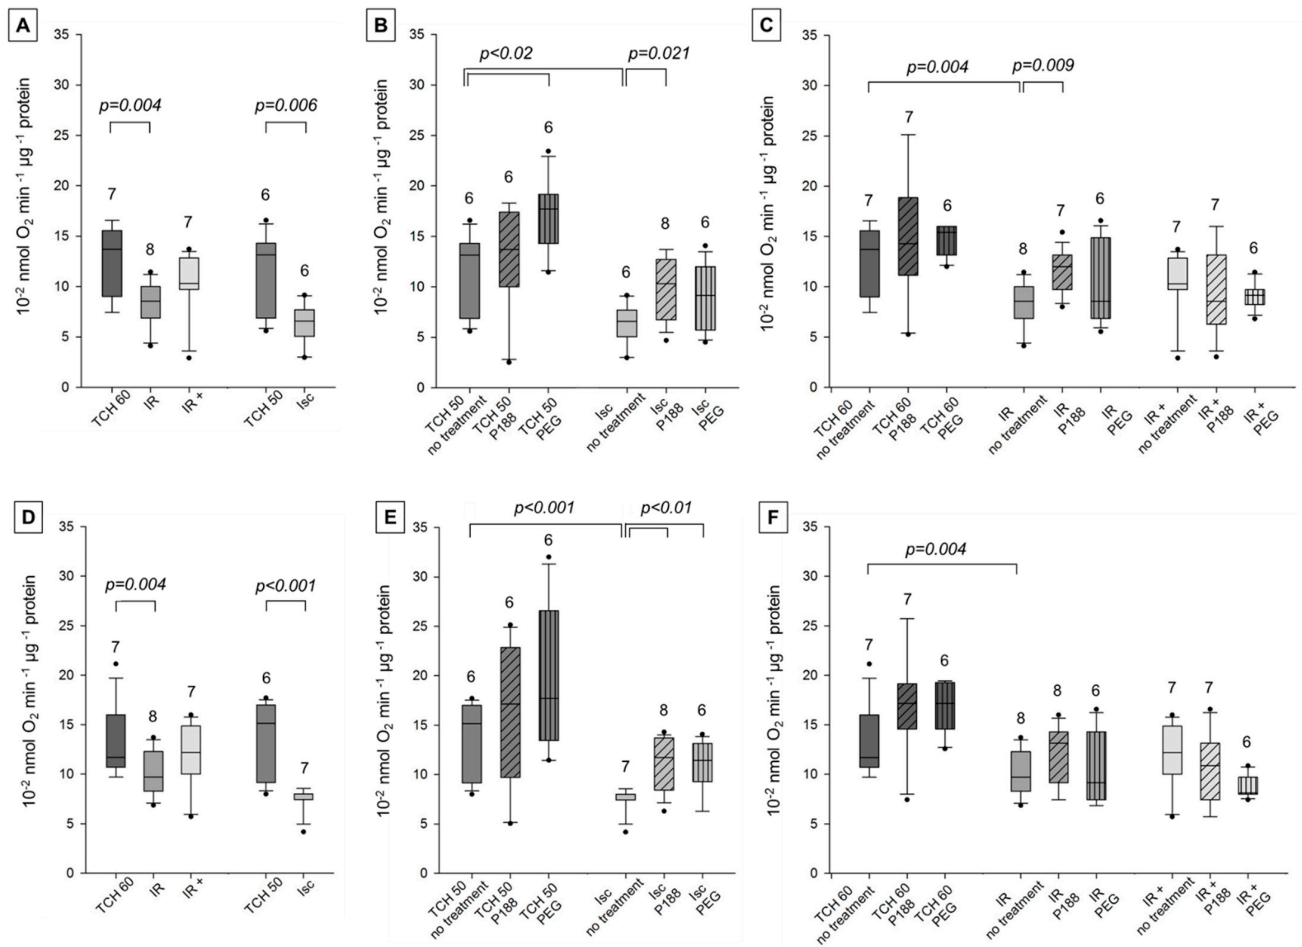 A
10⁻² nmol O₂ min ⁻¹ µg ⁻¹ protein
35
30
25
20
15
10
5
0
p=0.004
p=0.006
7
8
7
6
6
TCH 60
IR
IR +
TCH 50
Isc
B
10⁻² nmol O₂ min ⁻¹ µg ⁻¹ protein
35
30
25
20
15
10
5
0
p<0.02
p=0.021
6
6
6
6
6
6
TCH 50
no treatment
TCH 50
P188
TCH 50
PEG
Isc
no treatment
Isc
P188
Isc
PEG
C
10⁻² nmol O₂ min ⁻¹ µg ⁻¹ protein
35
30
25
20
15
10
5
0
p=0.004
p=0.009
7
7
6
8
7
6
7
7
6
TCH 60
no treatment
TCH 60
P188
TCH 60
PEG
IR
no treatment
IR
P188
IR
PEG
IR +
no treatment
IR +
P188
IR +
PEG
D
10⁻² nmol O₂ min ⁻¹ µg ⁻¹ protein
35
30
25
20
15
10
5
0
p=0.004
p<0.001
7
8
7
6
7
TCH 60
IR
IR +
TCH 50
Isc
E
10⁻² nmol O₂ min ⁻¹ µg ⁻¹ protein
35
30
25
20
15
10
5
0
p<0.001
p<0.01
6
6
6
7
8
6
TCH 50
no treatment
TCH 50
P188
TCH 50
PEG
Isc
no treatment
Isc
P188
Isc
PEG
F
10⁻² nmol O₂ min ⁻¹ µg ⁻¹ protein
35
30
25
20
15
10
5
0
p=0.004
7
7
6
8
8
6
7
7
6
TCH 60
no treatment
TCH 60
P188
TCH 60
PEG
IR
no treatment
IR
P188
IR
PEG
IR +
no treatment
IR +
P188
IR +
PEG